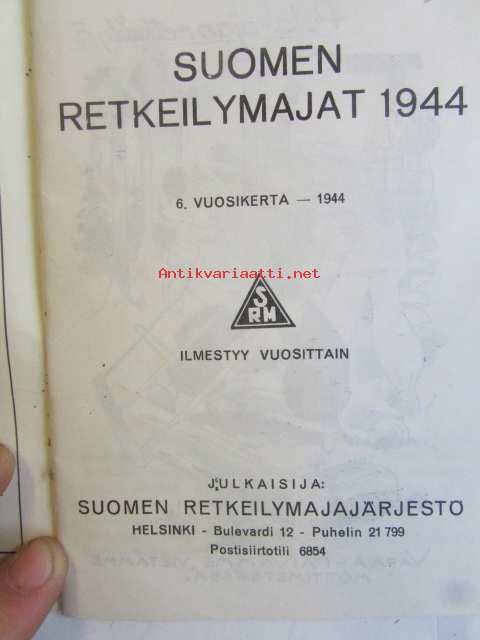 SUOMEN
RETKEILYMAJAT 1944
6. VUOSIKERTA — 1944
Antikvariaatti.net
S
RM
ILMESTYY VUOSITTAIN
JULKAISIJA:
SUOMEN RETKEILYMAJAJÄRJESTÖ
HELSINKI - Bulevardi 12 - Puhelin 21 799
Postisiirtotili 6854